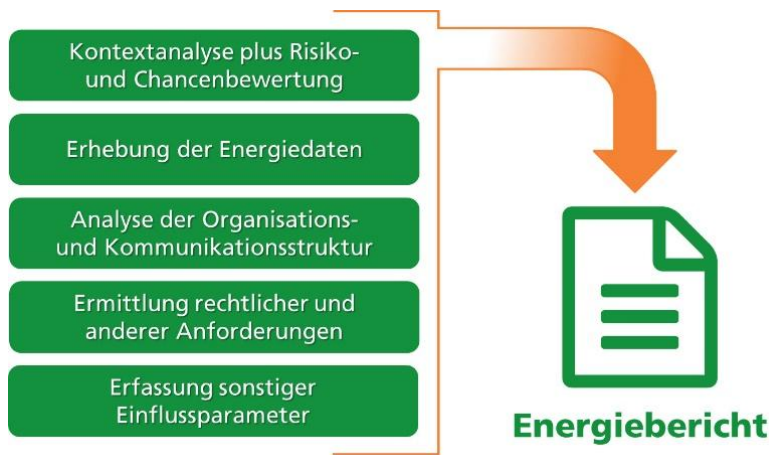 Kontextanalyse plus Risiko-
und Chancenbewertung
Erhebung der Energiedaten
Analyse der Organisations-
und Kommunikationsstruktur
Ermittlung rechtlicher und
anderer Anforderungen
Erfassung sonstiger
Einflussparameter
Energiebericht